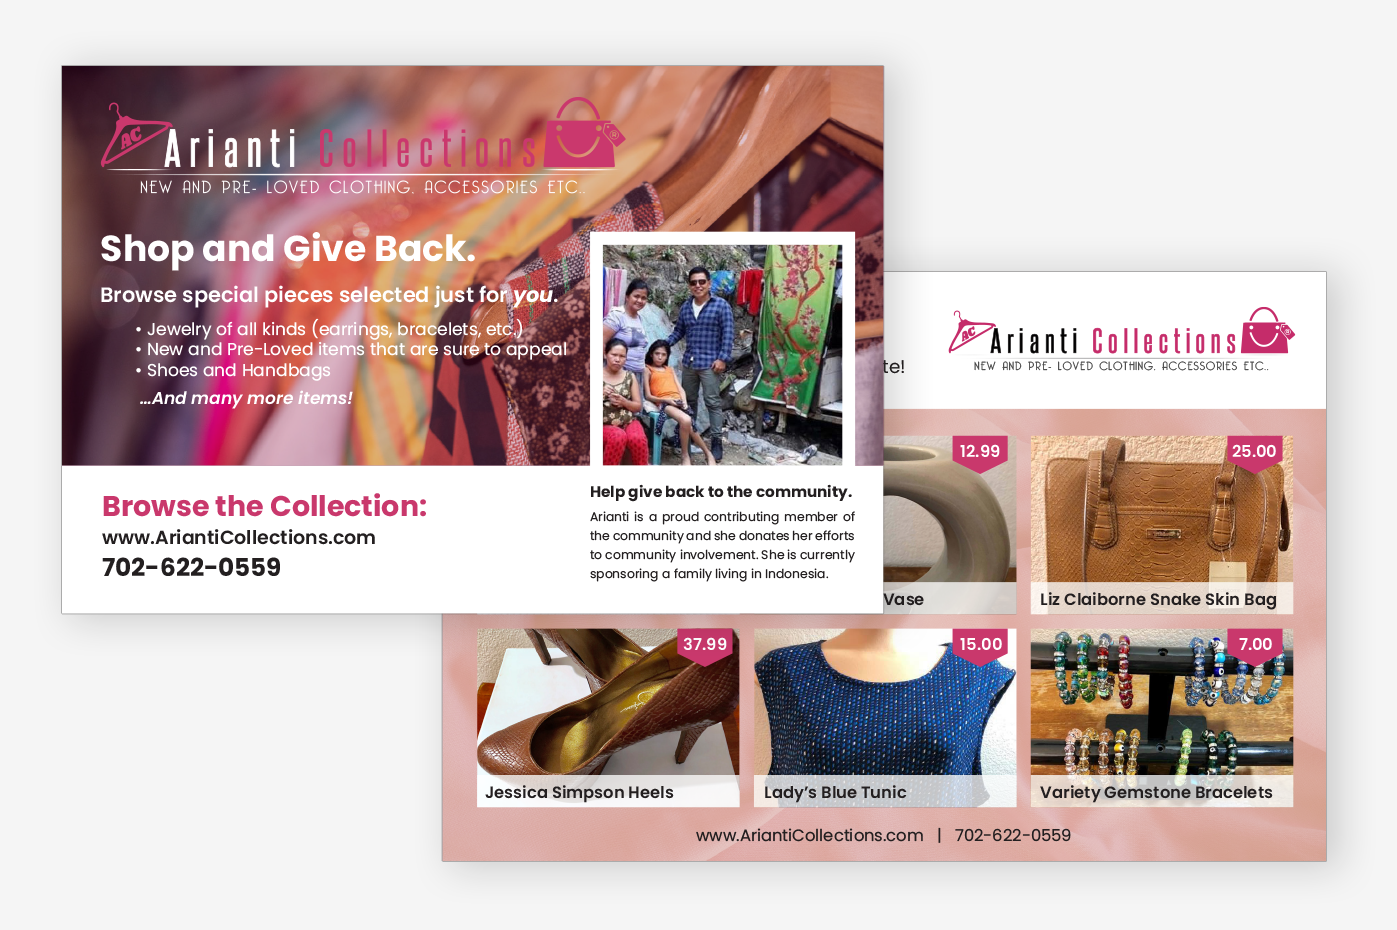 AC
Arianti Collections
NEW AND PRE- LOVED CLOTHING. ACCESSORIES ETC..
Shop and Give Back.
Browse special pieces selected just for you.
• Jewelry of all kinds (earrings, bracelets, etc.)
• New and Pre-Loved items that are sure to appeal
• Shoes and Handbags
...And many more items!
Browse the Collection:
www.AriantiCollections.com
702-622-0559
Help give back to the community.
Arianti is a proud contributing member of
the community and she donates her efforts
to community involvement. She is currently
sponsoring a family living in Indonesia.
te!
AC
Arianti Collections
NEW AND PRE- LOVED CLOTHING. ACCESSORIES ETC..
12.99
Vase
25.00
Liz Claiborne Snake Skin Bag
37.99
Jessica Simpson Heels
15.00
Lady's Blue Tunic
7.00
Variety Gemstone Bracelets
www.AriantiCollections.com | 702-622-0559